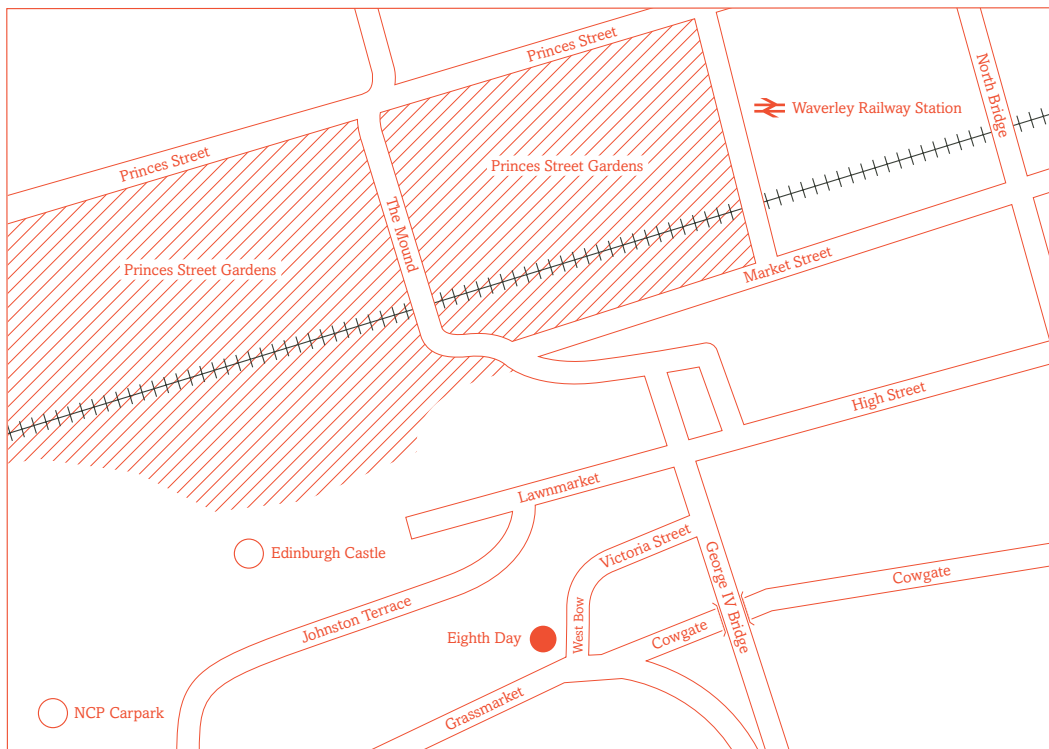 Princes Street
North Bridge
Waverley Railway Station
Princes Street
Princes Street Gardens
The Mound
Princes Street Gardens
Market Street
High Street
Lawnmarket
Edinburgh Castle
Victoria Street
George IV Bridge
Cowgate
Johnston Terrace
West Bow
Eighth Day
Cowgate
Grassmarket
NCP Carpark